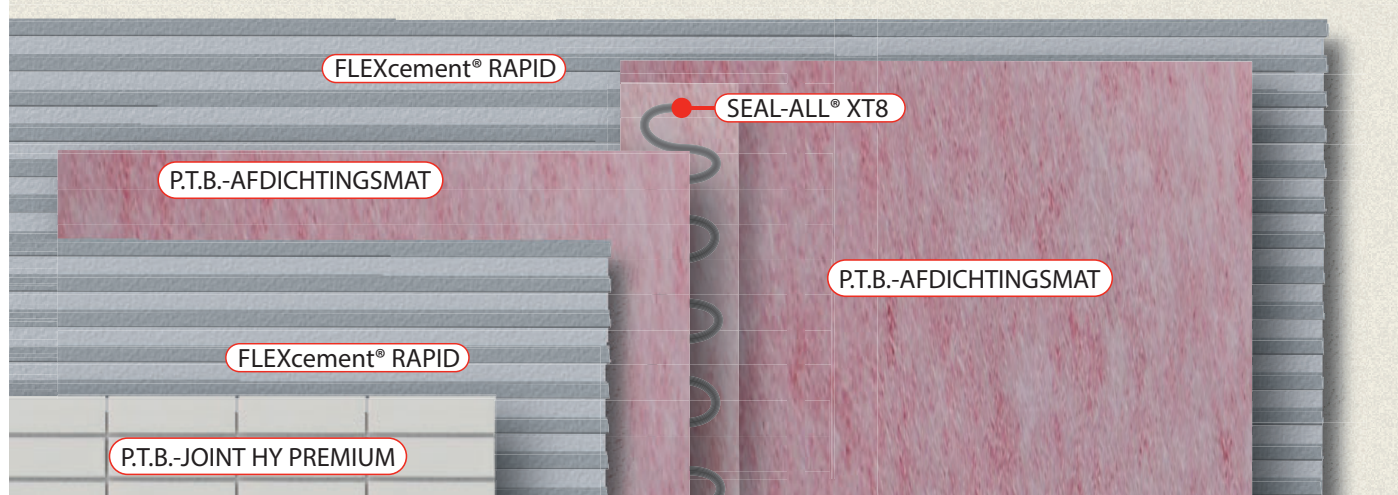 FLEXcement® RAPID
SEAL-ALL® XT8
P.T.B.-AFDICHTINGSMAT
P.T.B.-AFDICHTINGSMAT
FLEXcement® RAPID
P.T.B.-JOINT HY PREMIUM